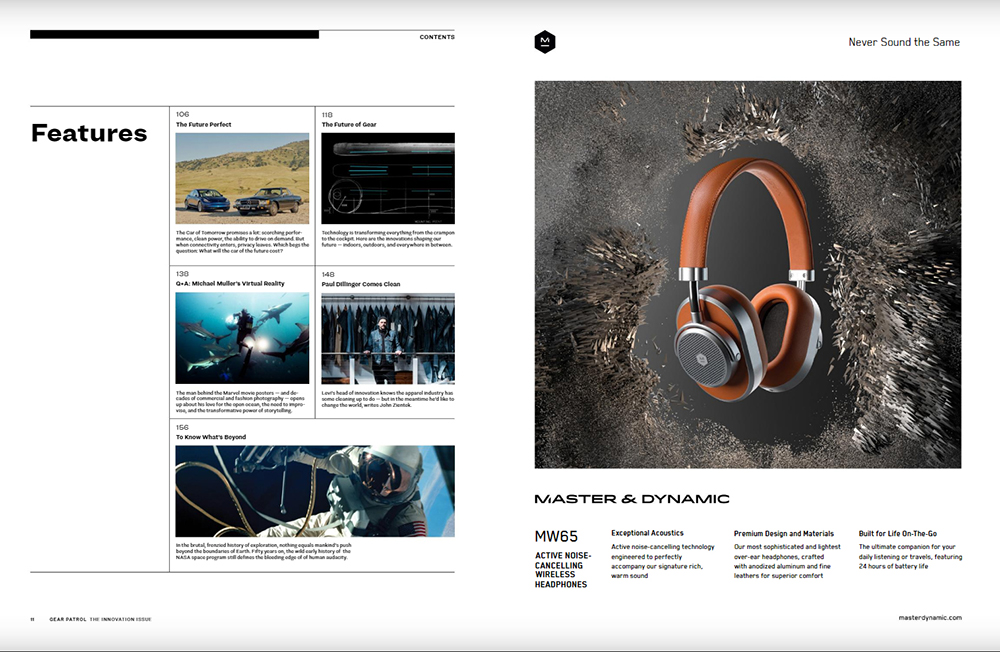 CONTENTS
Features
106
The Future Perfect
The Car of Tomorrow promises a lot: scorching perfor-
mance, clean power, the ability to drive on demand. But
when connectivity enters, privacy leaves. Which begs the
question: What will the car of the future cost?
118
The Future of Gear
Technology is transforming everything from the crampon
to the cockpit. Here are the innovations shaping our
future — indoors, outdoors, and everywhere in between.
138
Q+A: Michael Muller's Virtual Reality
The man behind the Marvel movie posters — and de-
cades of commercial and fashion photography — opens
up about his love for the open ocean, the need to impro-
vise, and the transformative power of storytelling.
148
Paul Dillinger Comes Clean
Levi's head of innovation knows the apparel industry has
some cleaning up to do — but in the meantime he'd like to
change the world, writes John Zientek.
156
To Know What's Beyond
In the brutal, frenzied history of exploration, nothing equals mankind's push
beyond the boundaries of Earth. Fifty years on, the wild early history of the
NASA space program still defines the bleeding edge of of human audacity.
GEAR PATROL THE INNOVATION ISSUE
M
Never Sound the Same
MASTER & DYNAMIC
MW65
ACTIVE NOISE-
CANCELLING
WIRELESS
HEADPHONES
Exceptional Acoustics
Active noise-cancelling technology
engineered to perfectly
accompany our signature rich,
warm sound
Premium Design and Materials
Our most sophisticated and lightest
over-ear headphones, crafted
with anodized aluminum and fine
leathers for superior comfort
Built for Life On-The-Go
The ultimate companion for your
daily listening or travels, featuring
24 hours of battery life
masterdynamic.com